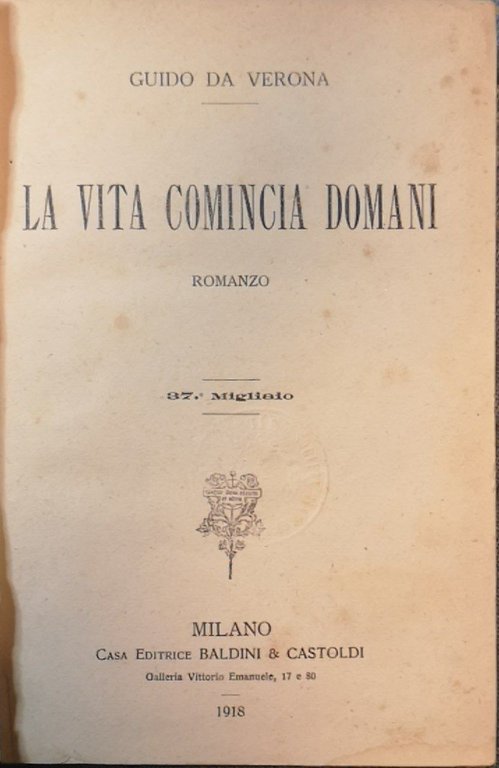 GUIDO DA VERONA
LA VITA COMINCIA DOMANI
ROMANZO
37.° Migliaio
MILANO
CASA EDITRICE BALDINI & CASTOLDI
Galleria Vittorio Emanuele, 17 e 80
1918